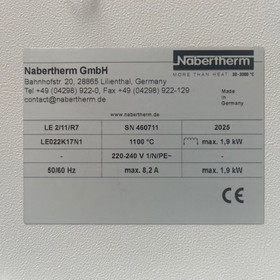 Nabertherm GmbH
Bahnhofstr. 20, 28865 Lilienthal, Germany
Tel +49 (04298) 922-0, Fax +49 (04298) 922-129
contact@nabertherm.de
Nabertherm
MORE THAN HEAT 30-3000 °C
Made in Germany
www.nabertherm.com
LE 2/11/R7 SN 460711 2025
LE022K17N1 1100 °C max. 1,9 kW
- 220-240 V 1/N/PE~ -
50/60 Hz max. 8,2 A max. 1,9 kW
CE